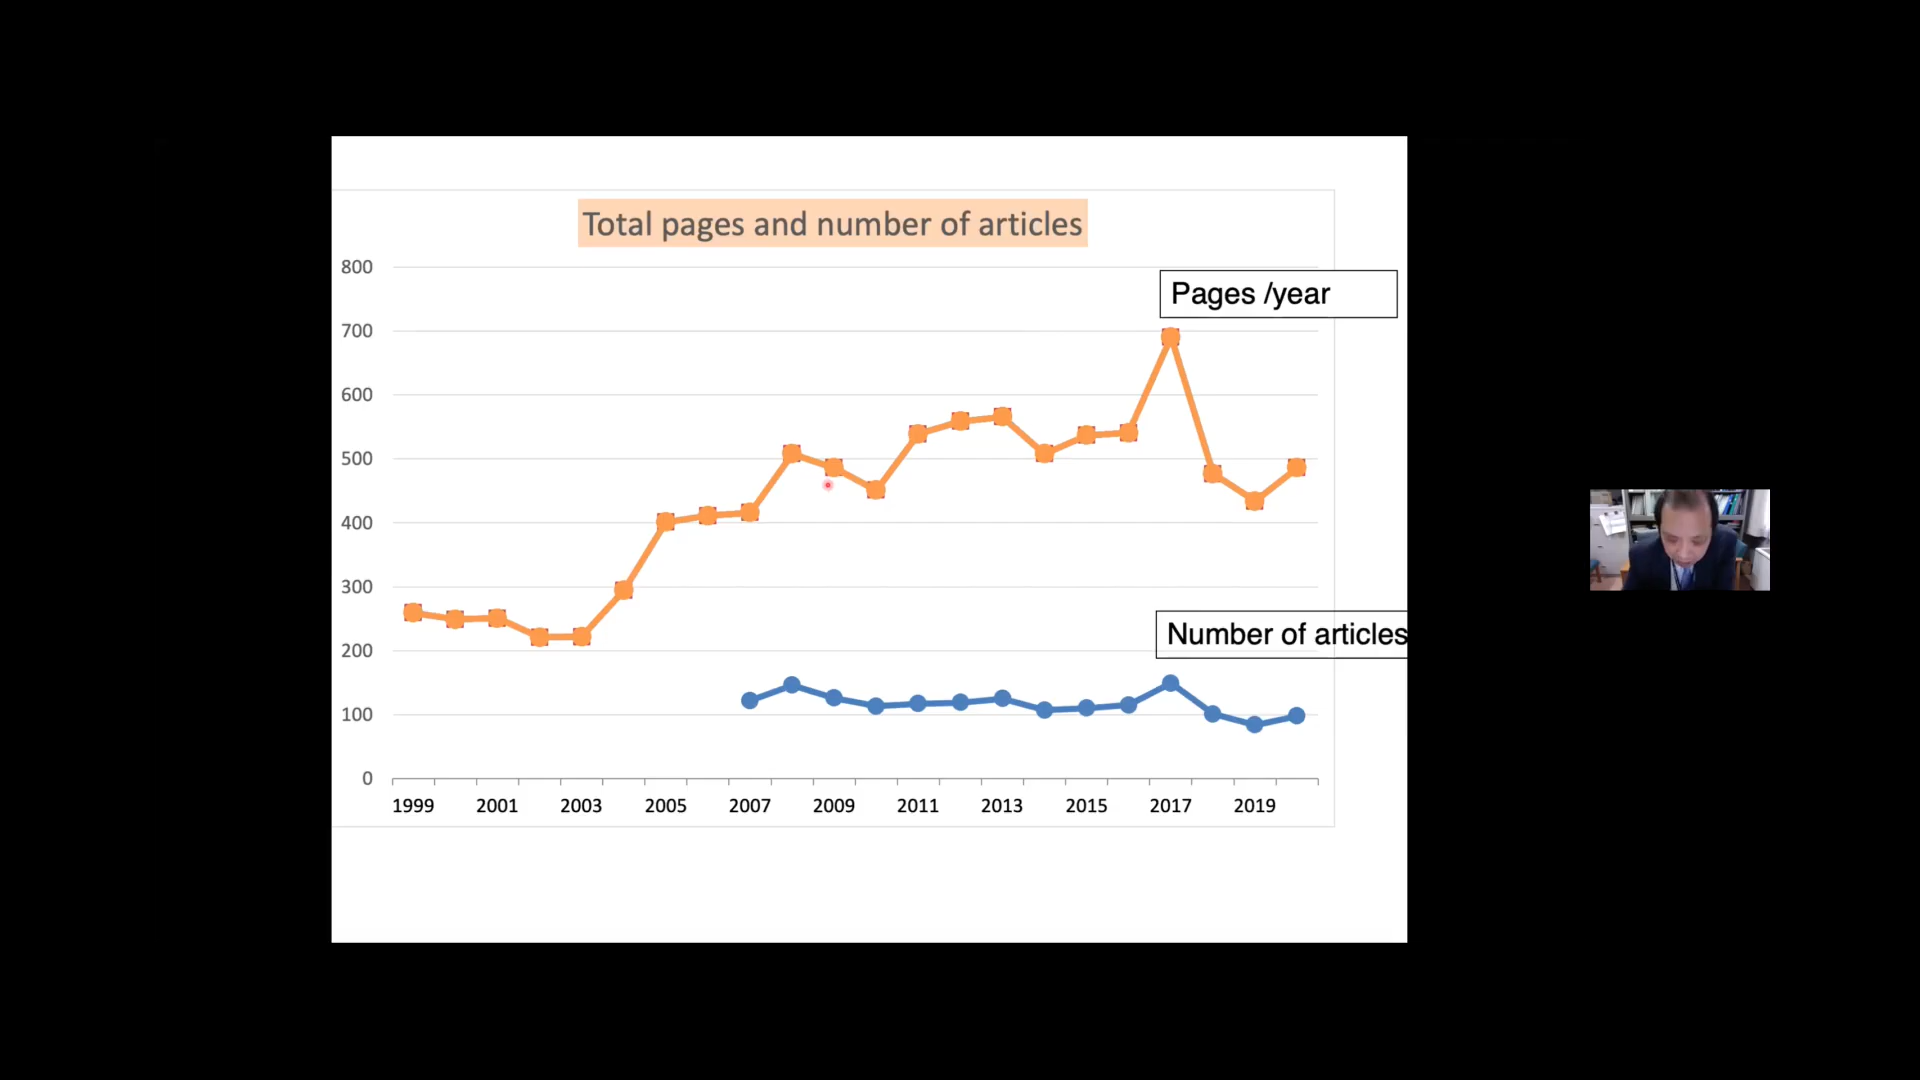 Total pages and number of articles
800
Pages /year
700
600
500
400
300
Number of articles
200
100
0
1999 2001 2003 2005 2007 2009 2011 2013 2015 2017 2019